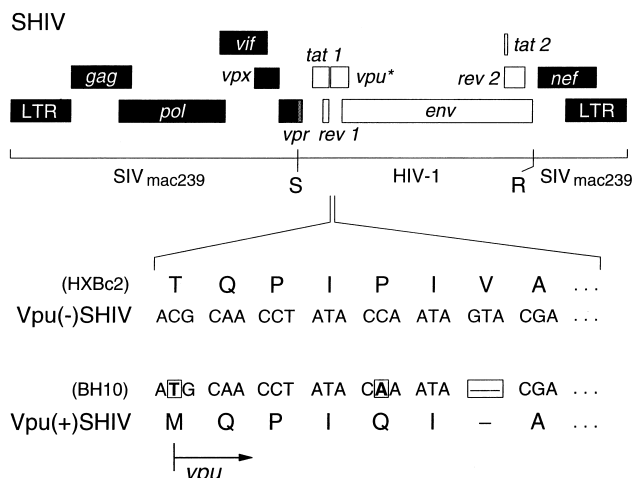 SHIV
vif tat 1 tat 2
gag vpx vpu* rev 2 nef
LTR pol env LTR
vpr rev 1
SIVmac239 S HIV-1 R SIVmac239
(HXBc2) T Q P I P I V A ...
Vpu(-)SHIV ACG CAA CCT ATA CCA ATA GTA CGA ...
(BH10) ATG CAA CCT ATA CAA ATA ––– CGA ...
Vpu(+)SHIV M Q P I Q I – A ...
vpu